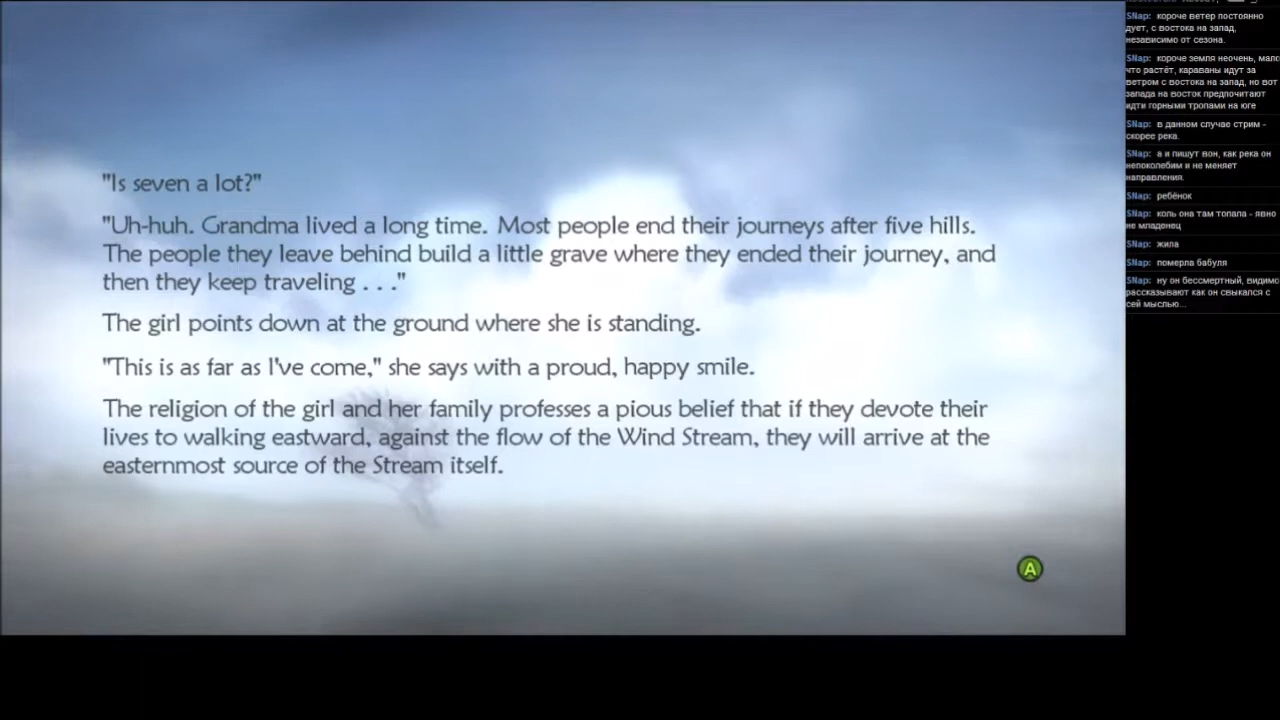 "Is seven a lot?"
"Uh-huh. Grandma lived a long time. Most people end their journeys after five hills.
The people they leave behind build a little grave where they ended their journey, and
then they keep traveling . . ."
The girl points down at the ground where she is standing.
"This is as far as I've come," she says with a proud, happy smile.
The religion of the girl and her family professes a pious belief that if they devote their
lives to walking eastward, against the flow of the Wind Stream, they will arrive at the
easternmost source of the Stream itself.
A
SNap: короче ветер постоянно
дует, с востока на запад,
независимо от сезона.
SNap: короче земля неочень, мало
что растёт, караваны идут за
ветром с востока на запад, но вот
запада на восток предпочитают
идти горными тропами на юге
SNap: в данном случае стрим -
скорее река.
SNap: а и пишут вон, как река он
непоколебим и не меняет
направления.
SNap: ребёнок
SNap: коль она там топала - явно
не младенец
SNap: жила
SNap: померла бабуля
SNap: ну он бессмертный, видимо
рассказывают как он свыкался с
сей мыслью...